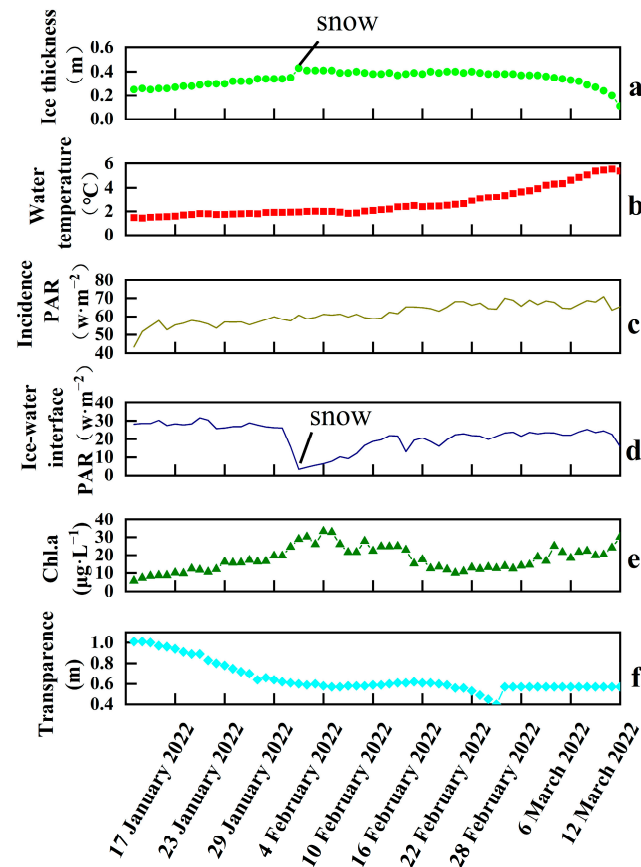 snow
Ice thickness
(m)
0.6
0.4
0.2
0.0
a
Water
temperature
(℃)
6
4
2
0
b
Incidence
PAR
(w·m⁻²)
80
70
60
50
40
c
Ice-water
interface
PAR (w·m⁻²)
40
30
20
10
0
snow
d
Chl.a
(μg·L⁻¹)
40
30
20
10
0
e
Transparence
(m)
1.0
0.8
0.6
0.4
f
17 January 2022
23 January 2022
29 January 2022
4 February 2022
10 February 2022
16 February 2022
22 February 2022
28 February 2022
6 March 2022
12 March 2022